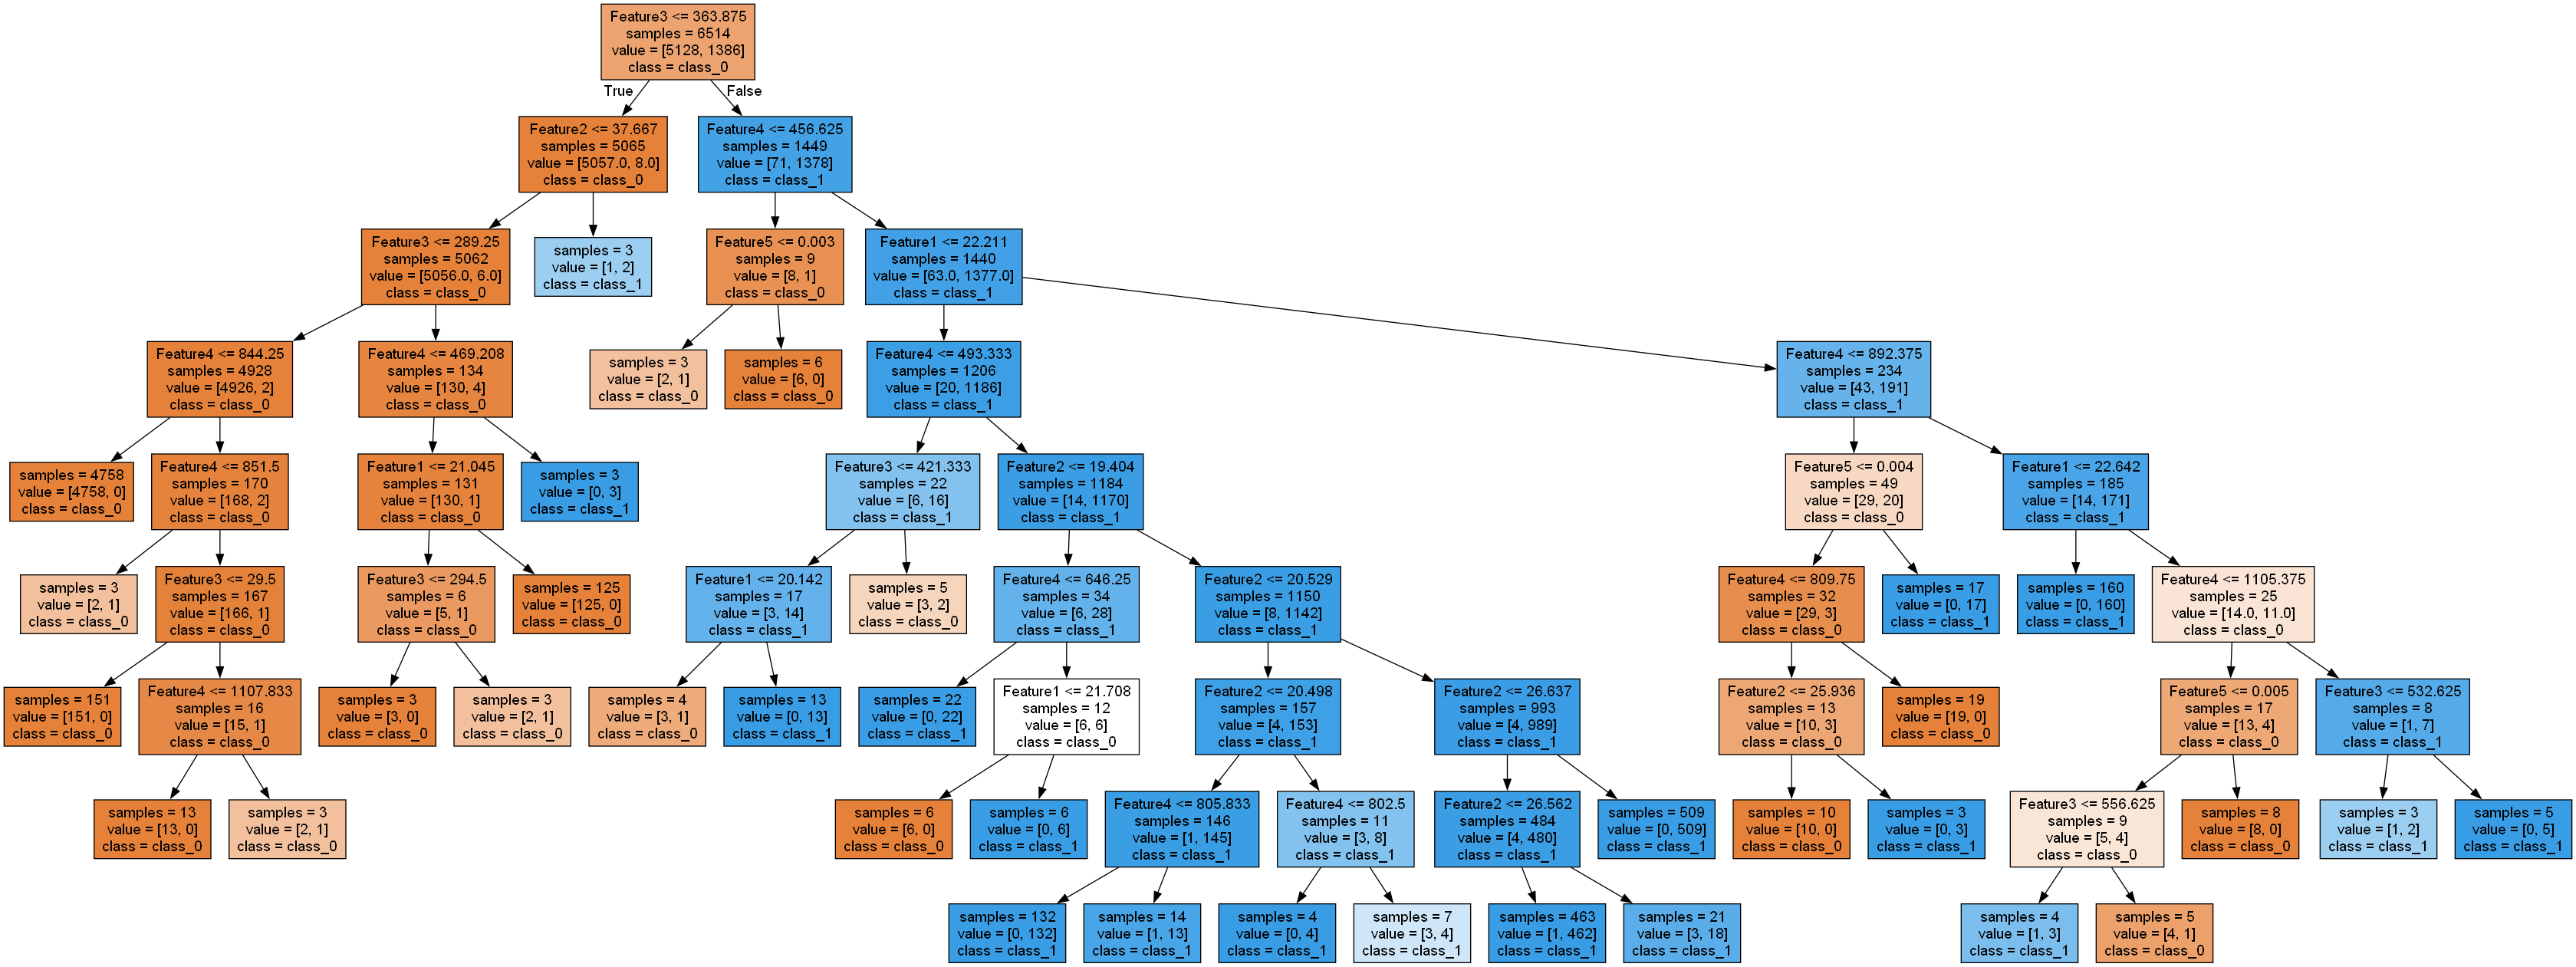 Feature3 <= 363.875
samples = 6514
value = [5128, 1386]
class = class_0
True
False
Feature2 <= 37.667
samples = 5065
value = [5057.0, 8.0]
class = class_0
Feature4 <= 456.625
samples = 1449
value = [71, 1378]
class = class_1
Feature3 <= 289.25
samples = 5062
value = [5056.0, 6.0]
class = class_0
samples = 3
value = [1, 2]
class = class_1
Feature5 <= 0.003
samples = 9
value = [8, 1]
class = class_0
Feature1 <= 22.211
samples = 1440
value = [63.0, 1377.0]
class = class_1
Feature4 <= 844.25
samples = 4928
value = [4926, 2]
class = class_0
Feature4 <= 469.208
samples = 134
value = [130, 4]
class = class_0
samples = 3
value = [2, 1]
class = class_0
samples = 6
value = [6, 0]
class = class_0
Feature4 <= 493.333
samples = 1206
value = [20, 1186]
class = class_1
Feature4 <= 892.375
samples = 234
value = [43, 191]
class = class_1
samples = 4758
value = [4758, 0]
class = class_0
Feature4 <= 851.5
samples = 170
value = [168, 2]
class = class_0
Feature1 <= 21.045
samples = 131
value = [130, 1]
class = class_0
samples = 3
value = [0, 3]
class = class_1
Feature3 <= 421.333
samples = 22
value = [6, 16]
class = class_1
Feature2 <= 19.404
samples = 1184
value = [14, 1170]
class = class_1
Feature5 <= 0.004
samples = 49
value = [29, 20]
class = class_0
Feature1 <= 22.642
samples = 185
value = [14, 171]
class = class_1
samples = 3
value = [2, 1]
class = class_0
Feature3 <= 29.5
samples = 167
value = [166, 1]
class = class_0
Feature3 <= 294.5
samples = 6
value = [5, 1]
class = class_0
samples = 125
value = [125, 0]
class = class_0
Feature1 <= 20.142
samples = 17
value = [3, 14]
class = class_1
samples = 5
value = [3, 2]
class = class_0
Feature4 <= 646.25
samples = 34
value = [6, 28]
class = class_1
Feature2 <= 20.529
samples = 1150
value = [8, 1142]
class = class_1
Feature4 <= 809.75
samples = 32
value = [29, 3]
class = class_0
samples = 17
value = [0, 17]
class = class_1
samples = 160
value = [0, 160]
class = class_1
Feature4 <= 1105.375
samples = 25
value = [14.0, 11.0]
class = class_0
samples = 151
value = [151, 0]
class = class_0
Feature4 <= 1107.833
samples = 16
value = [15, 1]
class = class_0
samples = 3
value = [3, 0]
class = class_0
samples = 3
value = [2, 1]
class = class_0
samples = 4
value = [3, 1]
class = class_0
samples = 13
value = [0, 13]
class = class_1
samples = 22
value = [0, 22]
class = class_1
Feature1 <= 21.708
samples = 12
value = [6, 6]
class = class_0
Feature2 <= 20.498
samples = 157
value = [4, 153]
class = class_1
Feature2 <= 26.637
samples = 993
value = [4, 989]
class = class_1
Feature2 <= 25.936
samples = 13
value = [10, 3]
class = class_0
samples = 19
value = [19, 0]
class = class_0
Feature5 <= 0.005
samples = 17
value = [13, 4]
class = class_0
Feature3 <= 532.625
samples = 8
value = [1, 7]
class = class_1
samples = 13
value = [13, 0]
class = class_0
samples = 3
value = [2, 1]
class = class_0
samples = 6
value = [6, 0]
class = class_0
samples = 6
value = [0, 6]
class = class_1
Feature4 <= 805.833
samples = 146
value = [1, 145]
class = class_1
Feature4 <= 802.5
samples = 11
value = [3, 8]
class = class_1
Feature2 <= 26.562
samples = 484
value = [4, 480]
class = class_1
samples = 509
value = [0, 509]
class = class_1
samples = 10
value = [10, 0]
class = class_0
samples = 3
value = [0, 3]
class = class_1
Feature3 <= 556.625
samples = 9
value = [5, 4]
class = class_0
samples = 8
value = [8, 0]
class = class_0
samples = 3
value = [1, 2]
class = class_1
samples = 5
value = [0, 5]
class = class_1
samples = 132
value = [0, 132]
class = class_1
samples = 14
value = [1, 13]
class = class_1
samples = 4
value = [0, 4]
class = class_1
samples = 7
value = [3, 4]
class = class_1
samples = 463
value = [1, 462]
class = class_1
samples = 21
value = [3, 18]
class = class_1
samples = 4
value = [1, 3]
class = class_1
samples = 5
value = [4, 1]
class = class_0